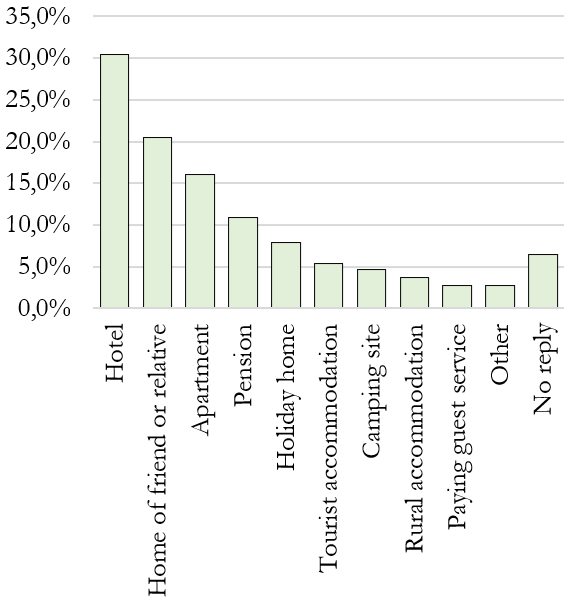 35,0%
30,0%
25,0%
20,0%
15,0%
10,0%
5,0%
0,0%
Hotel
Home of friend or relative
Apartment
Pension
Holiday home
Tourist accommodation
Camping site
Rural accommodation
Paying guest service
Other
No reply